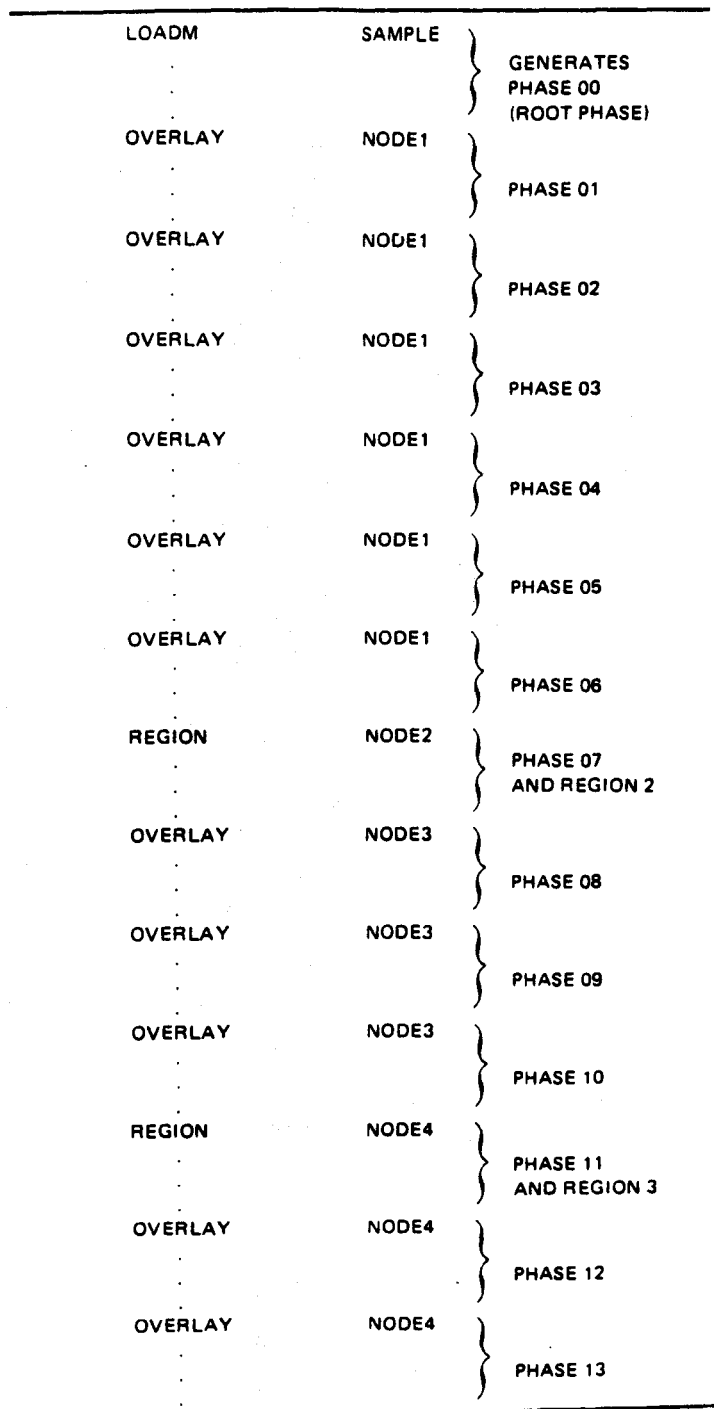 LOADM SAMPLE
GENERATES
PHASE 00
(ROOT PHASE)
OVERLAY NODE1
PHASE 01
OVERLAY NODE1
PHASE 02
OVERLAY NODE1
PHASE 03
OVERLAY NODE1
PHASE 04
OVERLAY NODE1
PHASE 05
OVERLAY NODE1
PHASE 06
REGION NODE2
PHASE 07
AND REGION 2
OVERLAY NODE3
PHASE 08
OVERLAY NODE3
PHASE 09
OVERLAY NODE3
PHASE 10
REGION NODE4
PHASE 11
AND REGION 3
OVERLAY NODE4
PHASE 12
OVERLAY NODE4
PHASE 13